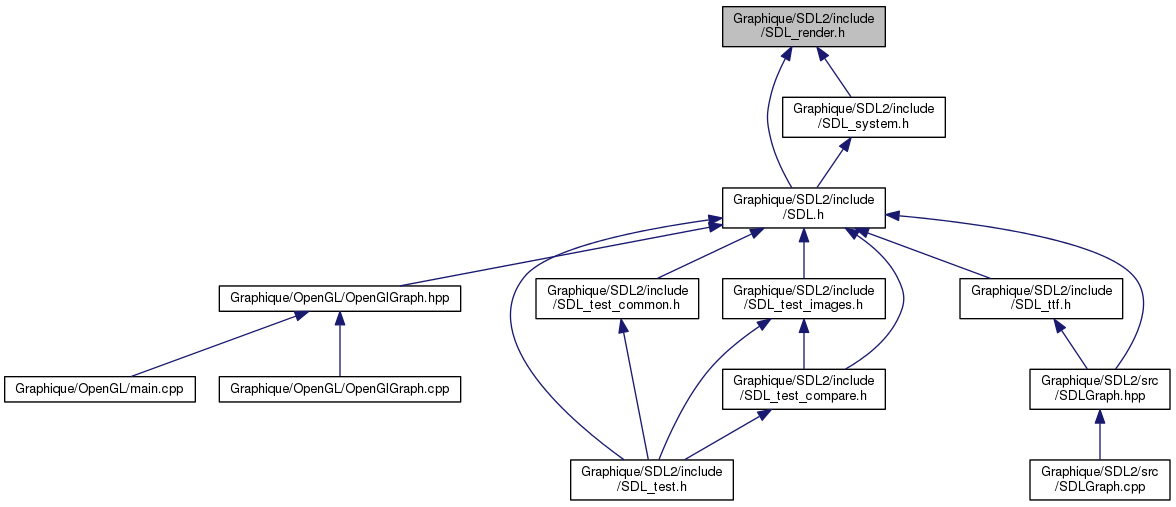 Graphique/SDL2/include
/SDL_render.h
Graphique/SDL2/include
/SDL_system.h
Graphique/SDL2/include
/SDL.h
Graphique/OpenGL/OpenGlGraph.hpp
Graphique/SDL2/include
/SDL_test_common.h
Graphique/SDL2/include
/SDL_test_images.h
Graphique/SDL2/include
/SDL_ttf.h
Graphique/OpenGL/main.cpp
Graphique/OpenGL/OpenGlGraph.cpp
Graphique/SDL2/include
/SDL_test_compare.h
Graphique/SDL2/src
/SDLGraph.hpp
Graphique/SDL2/include
/SDL_test.h
Graphique/SDL2/src
/SDLGraph.cpp